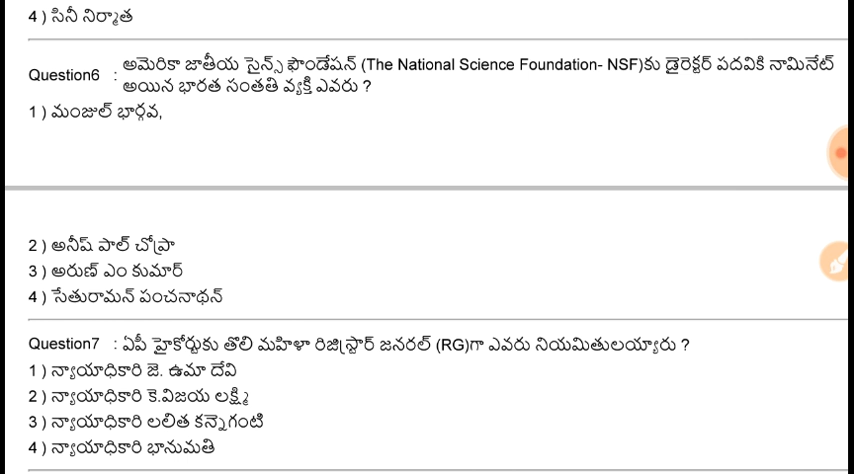 4 ) సినీ నిర్మాత
Question6 : అమెరికా జాతీయ సైన్స్ ఫౌండేషన్ (The National Science Foundation- NSF)కు డైరెక్టర్ పదవికి నామినేట్
అయిన భారత సంతతి వ్యక్తి ఎవరు ?
1 ) మంజుల్ భార్గవ,
2 ) అనీష్ పాల్ చోప్రా
3 ) అరుణ్ ఎం కుమార్
4 ) సేతురామన్ పంచనాథన్
Question7 : ఏపీ హైకోర్టుకు తొలి మహిళా రిజిస్ట్రార్ జనరల్ (RG)గా ఎవరు నియమితులయ్యారు ?
1 ) న్యాయాధికారి జె. ఉమా దేవి
2 ) న్యాయాధికారి కె.విజయ లక్ష్మి
3 ) న్యాయాధికారి లలిత కన్నెగంటి
4 ) న్యాయాధికారి భానుమతి